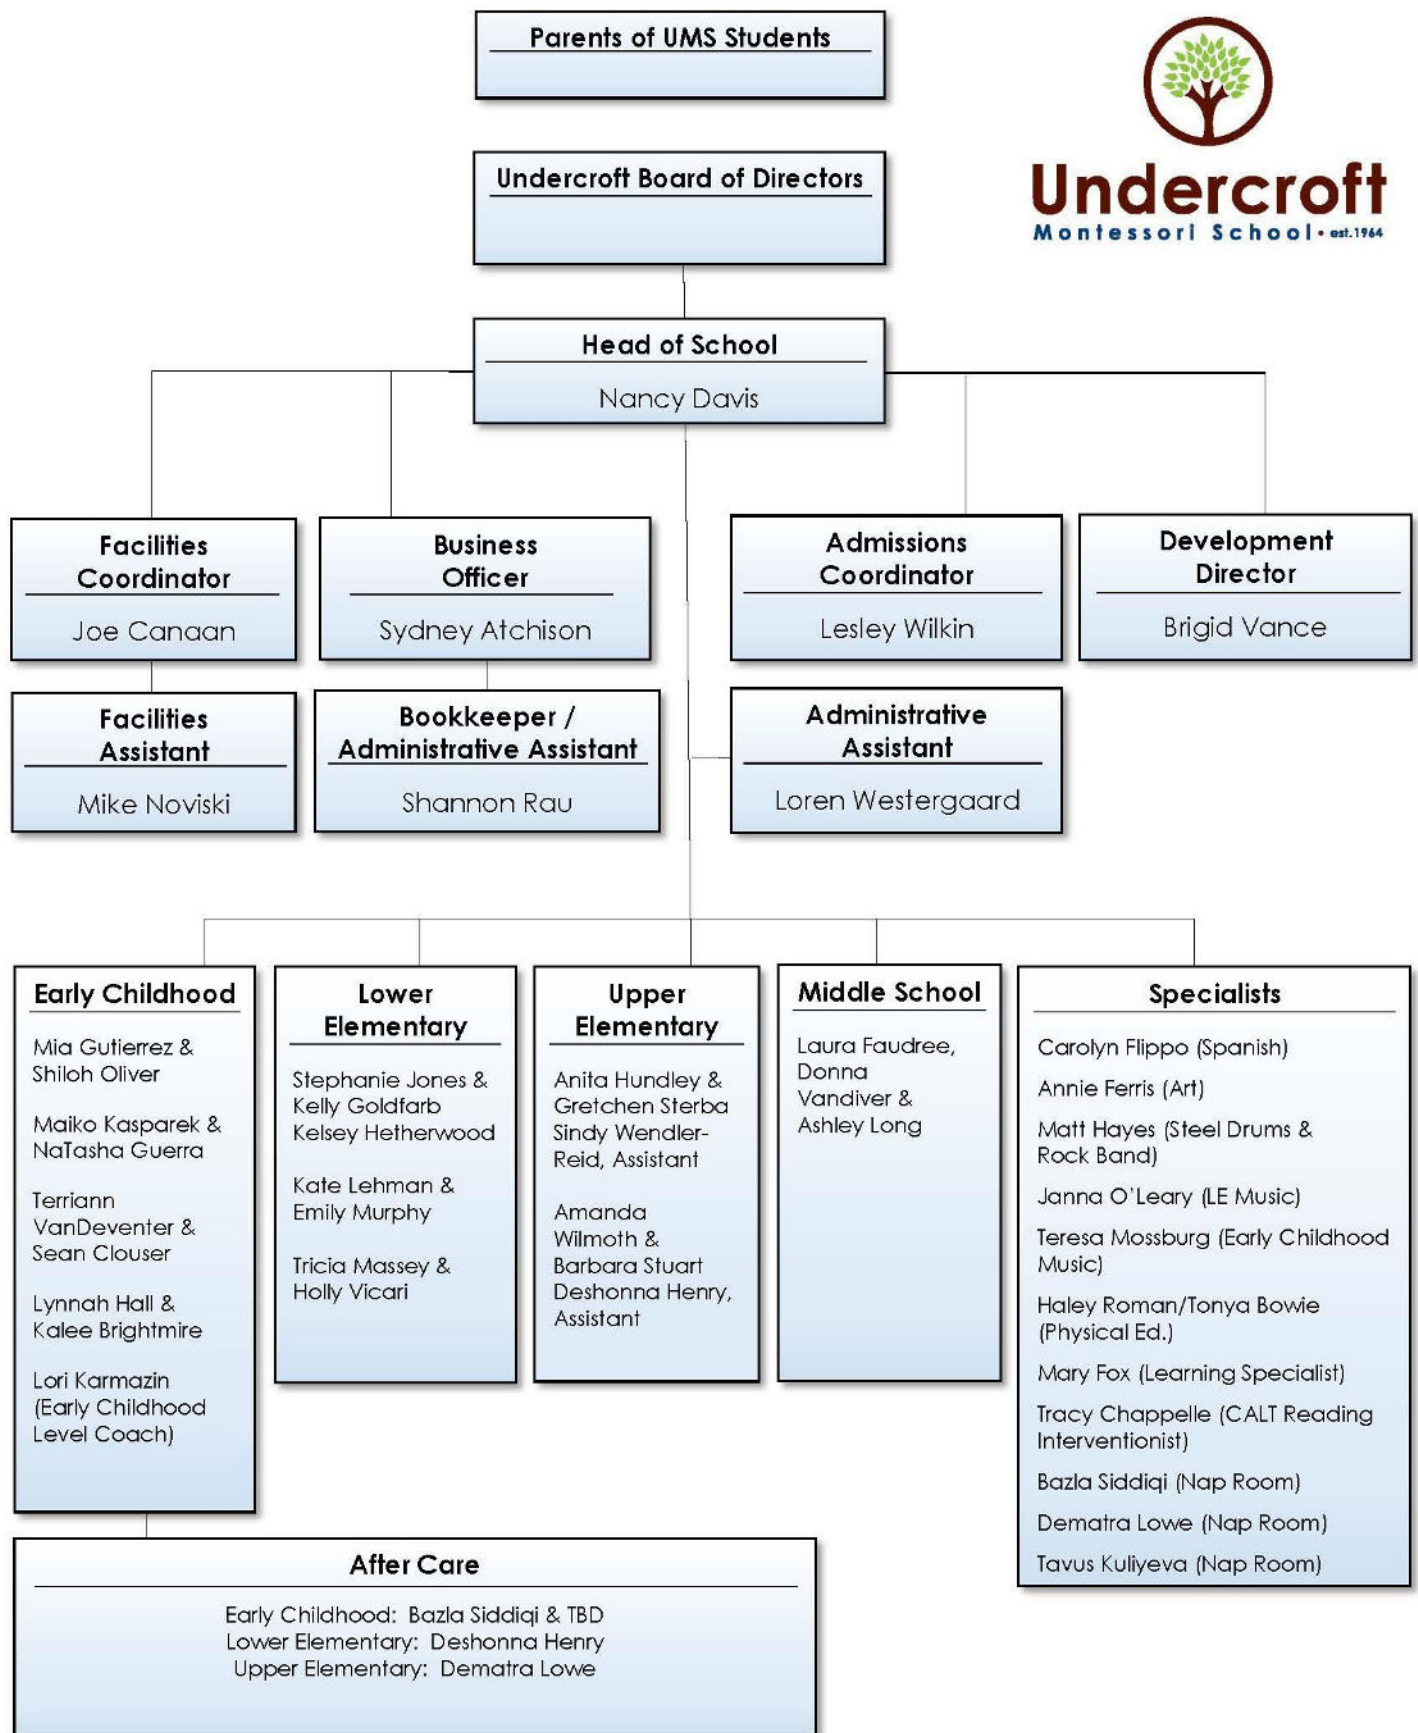 Parents of UMS Students
Undercroft
Montessori School • est.1964
Undercroft Board of Directors
Head of School
Nancy Davis
Facilities
Coordinator
Joe Canaan
Business
Officer
Sydney Atchison
Admissions
Coordinator
Lesley Wilkin
Development
Director
Brigid Vance
Facilities
Assistant
Mike Noviski
Bookkeeper /
Administrative Assistant
Shannon Rau
Administrative
Assistant
Loren Westergaard
Early Childhood
Mia Gutierrez &
Shiloh Oliver
Maiko Kasparek &
NaTasha Guerra
Terriann
VanDeventer &
Sean Clouser
Lynnah Hall &
Kalee Brightmire
Lori Karmazin
(Early Childhood
Level Coach)
Lower
Elementary
Stephanie Jones &
Kelly Goldfarb
Kelsey Hetherwood
Kate Lehman &
Emily Murphy
Tricia Massey &
Holly Vicari
Upper
Elementary
Anita Hundley &
Gretchen Sterba
Sindy Wendler-
Reid, Assistant
Amanda
Wilmoth &
Barbara Stuart
Deshonna Henry,
Assistant
Middle School
Laura Faudree,
Donna
Vandiver &
Ashley Long
Specialists
Carolyn Flippo (Spanish)
Annie Ferris (Art)
Matt Hayes (Steel Drums &
Rock Band)
Janna O'Leary (LE Music)
Teresa Mossburg (Early Childhood
Music)
Haley Roman/Tonya Bowie
(Physical Ed.)
Mary Fox (Learning Specialist)
Tracy Chappelle (CALT Reading
Interventionist)
Bazla Siddiqi (Nap Room)
Dematra Lowe (Nap Room)
Tavus Kuliyeva (Nap Room)
After Care
Early Childhood: Bazla Siddiqi & TBD
Lower Elementary: Deshonna Henry
Upper Elementary: Dematra Lowe